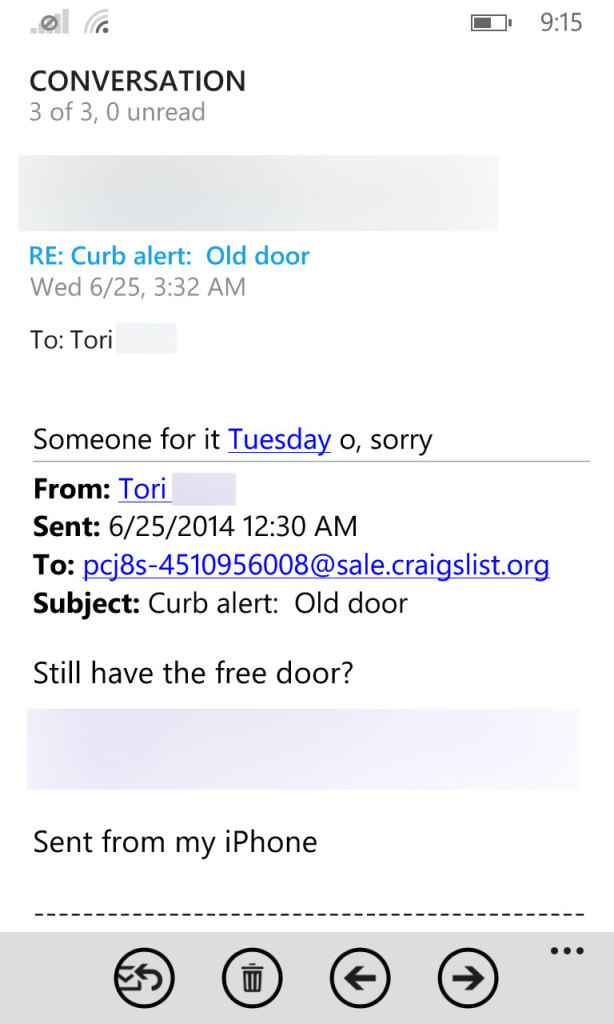 9:15
CONVERSATION
3 of 3, 0 unread
RE: Curb alert:  Old door
Wed 6/25, 3:32 AM
To: Tori
Someone for it Tuesday o, sorry
From: Tori
Sent: 6/25/2014 12:30 AM
To: pcj8s-4510956008@sale.craigslist.org
Subject: Curb alert:  Old door
Still have the free door?
Sent from my iPhone
---------------------------------------------